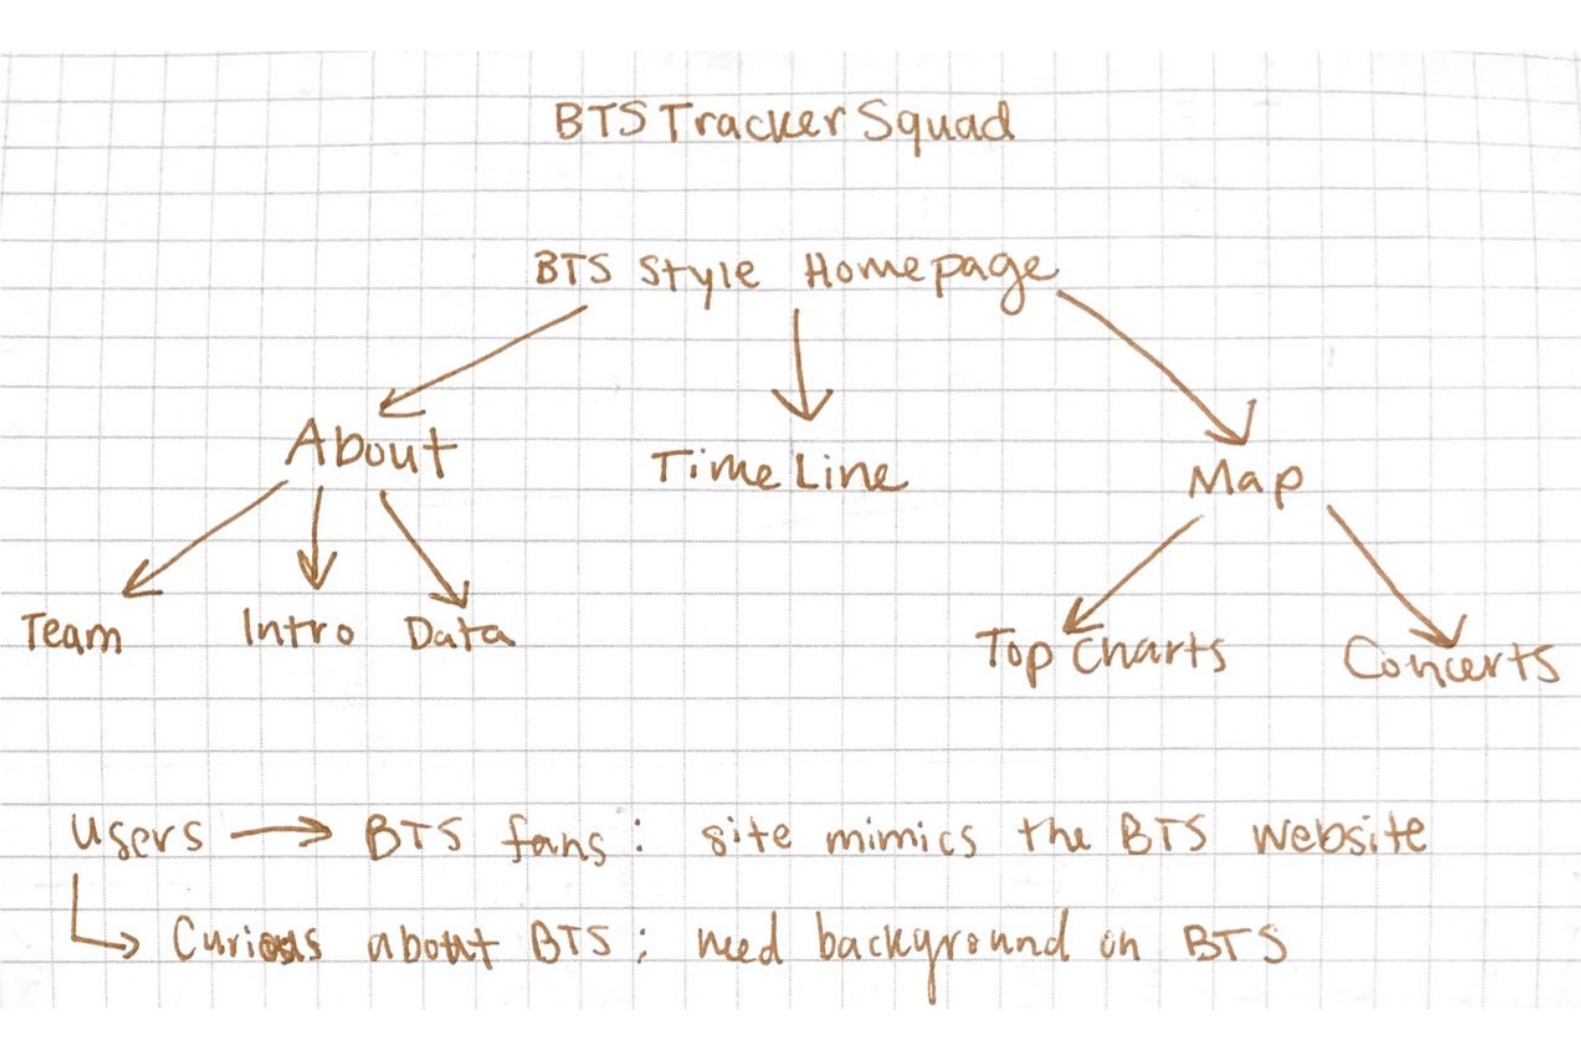 BTS Tracker Squad
BTS Style Homepage
About
Time Line
Map
Team
Intro
Data
Top Charts
Concerts
users → BTS fans: site mimics the BTS website
↳ Curious about BTS; need background on BTS